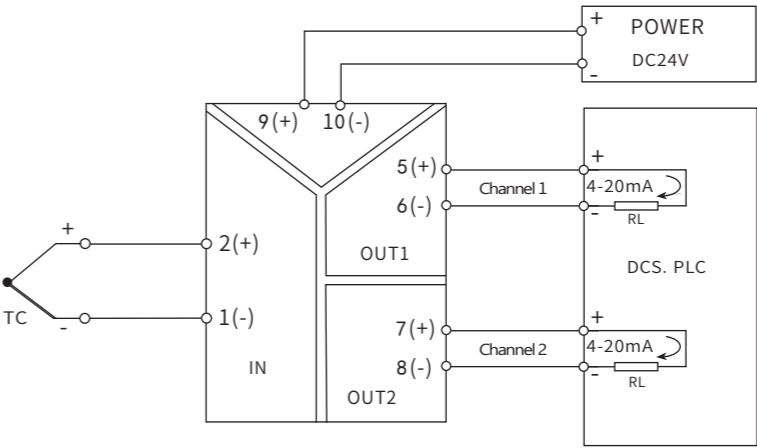 +
POWER
DC24V
-
9(+) 10(-)
5(+)
Channel 1
+
4-20mA
6(-)
-
RL
OUT1
+
2(+)
DCS. PLC
TC
-
1(-)
7(+)
Channel 2
+
4-20mA
IN
8(-)
-
RL
OUT2